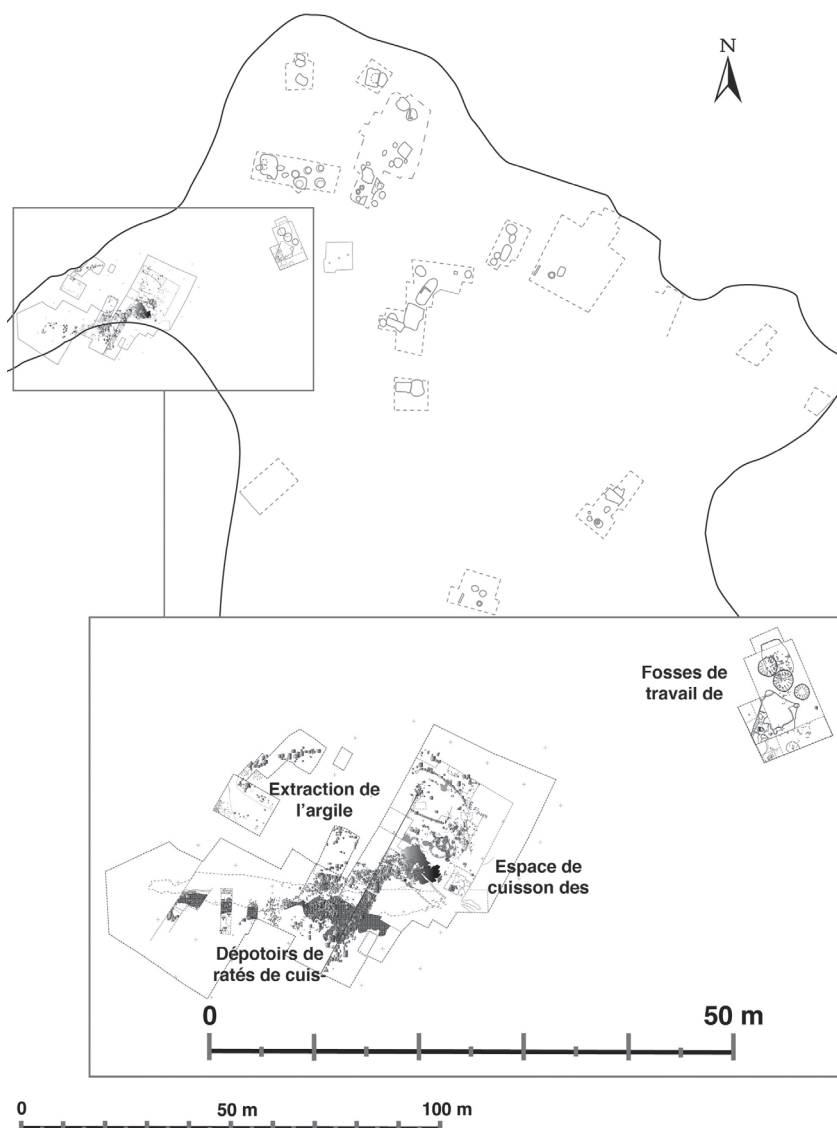 N
Fosses de
travail de
Extraction de
l'argile
Espace de
cuisson des
Dépotoirs de
ratés de cuis-
0 50 m
0 50 m 100 m